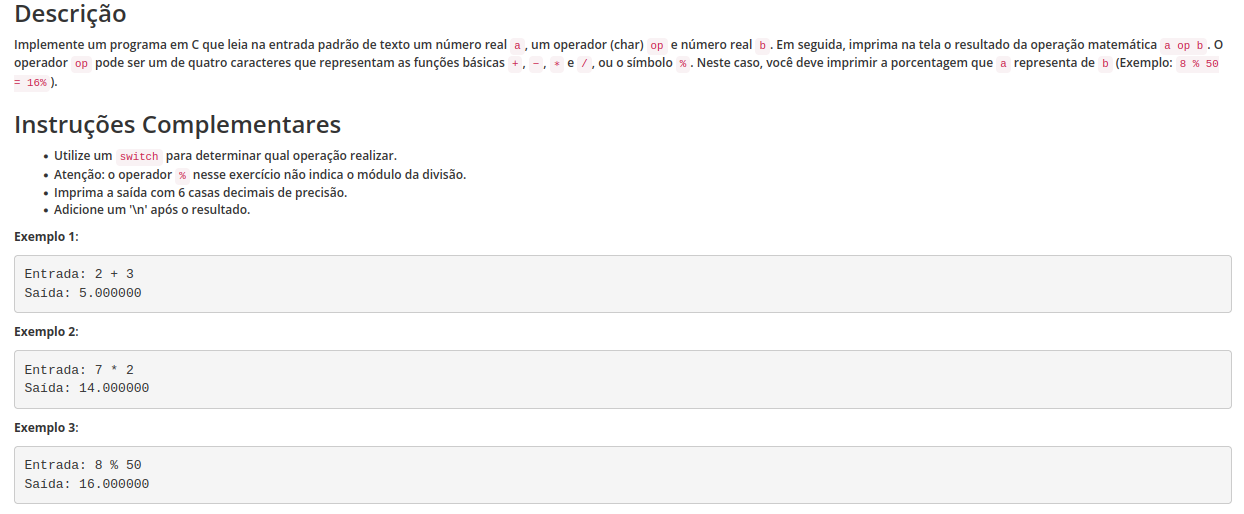 Descrição
Implemente um programa em C que leia na entrada padrão de texto um número real a, um operador (char) op e número real b. Em seguida, imprima na tela o resultado da operação matemática a op b. O
operador op pode ser um de quatro caracteres que representam as funções básicas +, −, * e /, ou o símbolo %. Neste caso, você deve imprimir a porcentagem que a representa de b (Exemplo: 8 % 50
= 16%).
Instruções Complementares
• Utilize um switch para determinar qual operação realizar.
• Atenção: o operador % nesse exercício não indica o módulo da divisão.
• Imprima a saída com 6 casas decimais de precisão.
• Adicione um '\n' após o resultado.
Exemplo 1:
Entrada: 2 + 3
Saída: 5.000000
Exemplo 2:
Entrada: 7 * 2
Saída: 14.000000
Exemplo 3:
Entrada: 8 % 50
Saída: 16.000000